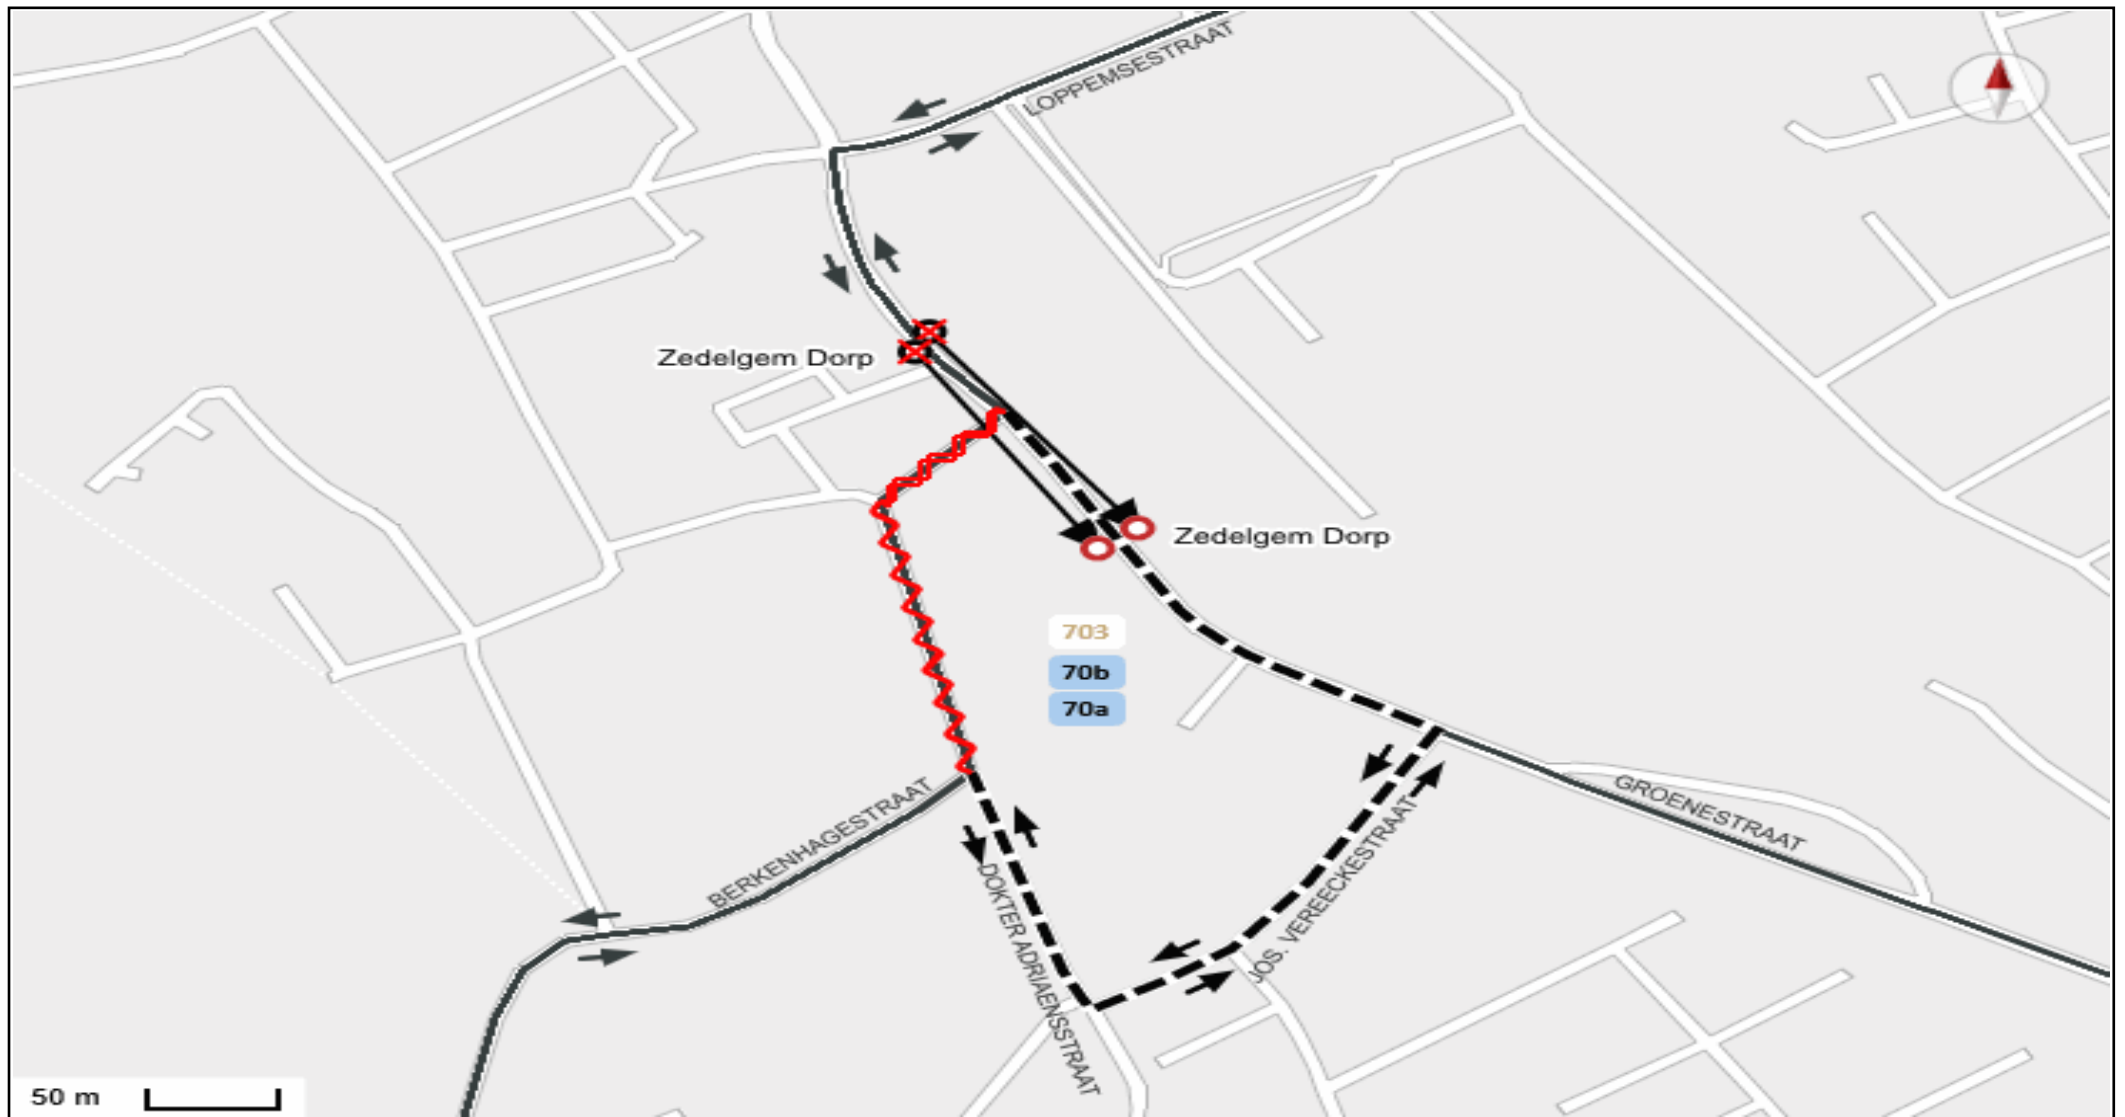 LOPPEMSESTRAAT
Zedelgem Dorp
Zedelgem Dorp
703
70b
70a
BERKENHAGESTRAAT
GROENESTRAAT
DOKTER ADRIAENSSTRAAT
JOS. VEREECKESTRAAT
50 m